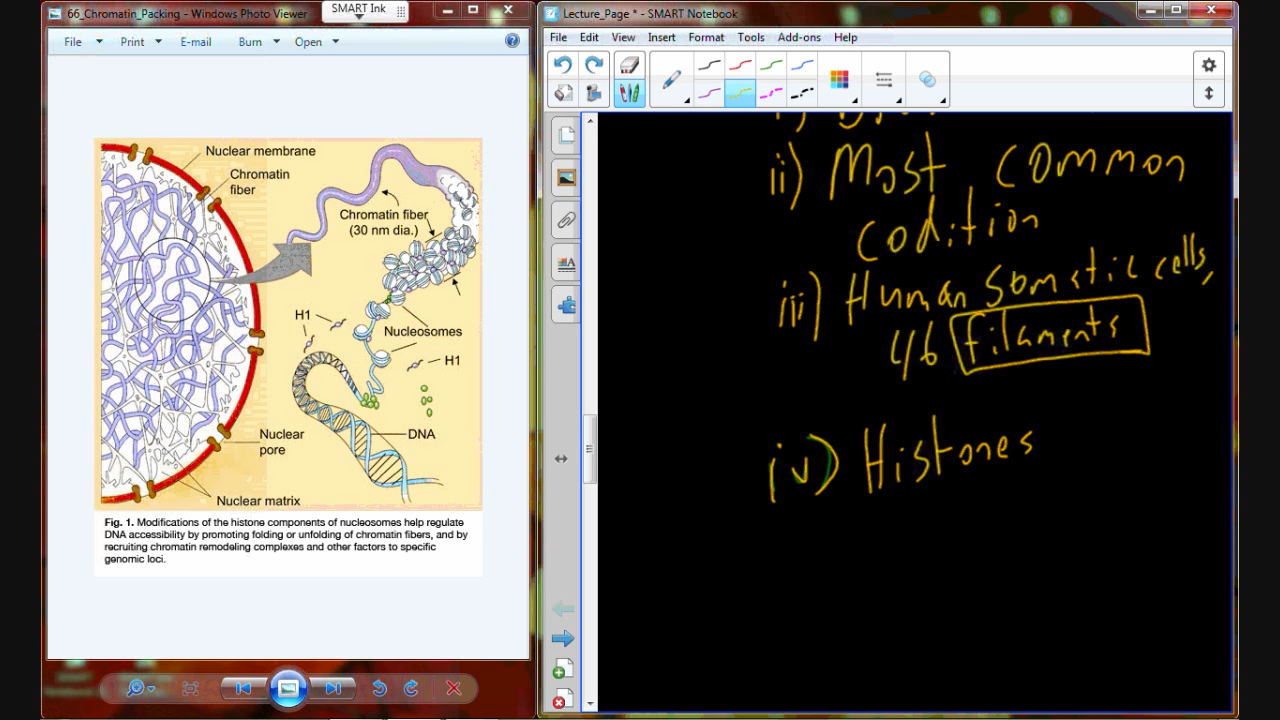 66_Chromatin_Packing - Windows Photo Viewer
SMART Ink
File Print E-mail Burn Open
Nuclear membrane
Chromatin
fiber
Chromatin fiber
(30 nm dia.)
H1
Nucleosomes
H1
DNA
Nuclear
pore
Nuclear matrix
Fig. 1. Modifications of the histone components of nucleosomes help regulate
DNA accessibility by promoting folding or unfolding of chromatin fibers, and by
recruiting chromatin remodeling complexes and other factors to specific
genomic loci.
Lecture_Page * - SMART Notebook
File Edit View Insert Format Tools Add-ons Help
ii) Most common
codition
iii) Human somatic cells,
46 filaments
iv) Histones